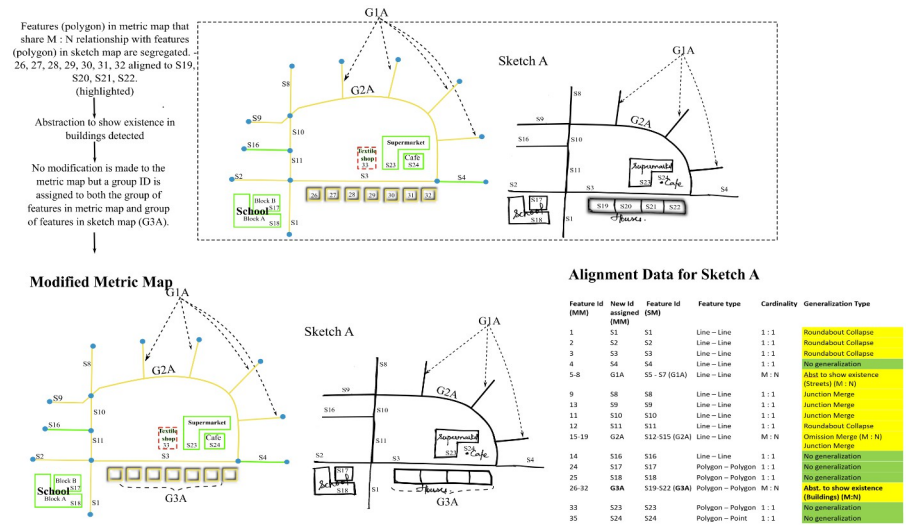 Features (polygon) in metric map that
share M : N relationship with features
(polygon) in sketch map are segregated. -
26, 27, 28, 29, 30, 31, 32 aligned to S19,
S20, S21, S22.
(highlighted)
Abstraction to show existence in
buildings detected
No modification is made to the
metric map but a group ID is
assigned to both the group of
features in metric map and group
of features in sketch map (G3A).
G1A
S8
G2A
S9
S10
S16
S11
Supermarket
Textile
shop
33
S23
Cafe
S24
S2
S3
S4
Block B
S17
School
Block A
S18
S1
26
27
28
29
30
31
32
Sketch A
G1A
S8
S9
G2A
S16
S10
S11
Supermarkt
S23
S24
Cafe
S2
S3
S4
S17
School
S18
S1
S19
S20
S21
S22
Houses.
Modified Metric Map
G1A
S8
G2A
S9
S10
S16
S11
Supermarket
Textile
shop
33
S23
Cafe
S24
S2
S3
S4
Block B
S17
School
Block A
S18
S1
G3A
Sketch A
G1A
S8
S9
G2A
S16
S10
S11
Supermarkt
S23
S24
Cafe
S2
S3
S4
S17
School
S18
S1
Houses.
G3A
Alignment Data for Sketch A
Feature Id (MM) New Id assigned (MM) Feature Id (SM) Feature type Cardinality Generalization Type
1 S1 S1 Line – Line 1 : 1 Roundabout Collapse
2 S2 S2 Line – Line 1 : 1 Roundabout Collapse
3 S3 S3 Line – Line 1 : 1 Roundabout Collapse
4 S4 S4 Line – Line 1 : 1 No generalization
5-8 G1A S5 - S7 (G1A) Line – Line M : N Abst to show existence (Streets) (M : N)
9 S8 S8 Line – Line 1 : 1 Junction Merge
13 S9 S9 Line – Line 1 : 1 Junction Merge
11 S10 S10 Line – Line 1 : 1 Junction Merge
12 S11 S11 Line – Line 1 : 1 Roundabout Collapse
15-19 G2A S12-S15 (G2A) Line – Line M : N Omission Merge (M : N) Junction Merge
14 S16 S16 Line – Line 1 : 1 No generalization
24 S17 S17 Polygon – Polygon 1 : 1 No generalization
25 S18 S18 Polygon – Polygon 1 : 1 No generalization
26-32 G3A S19-S22 (G3A) Polygon – Polygon M : N Abst. to show existence (Buildings) (M:N)
33 S23 S23 Polygon – Polygon 1 : 1 No generalization
35 S24 S24 Polygon – Point 1 : 1 No generalization